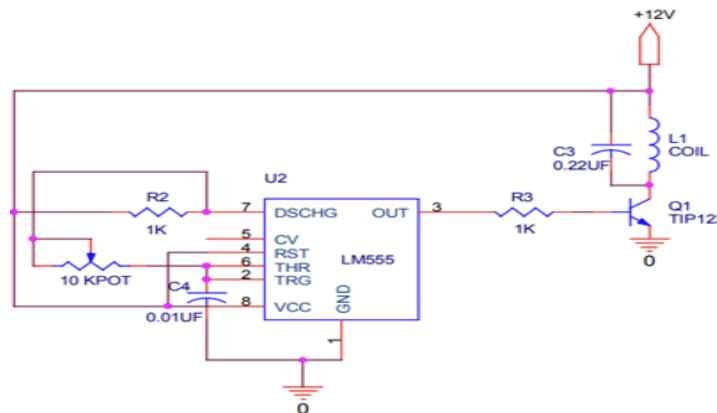 +12V
L1
COIL
C3
0.22UF
U2
R2
7
DSCHG
OUT
3
R3
Q1
1K
5
CV
1K
TIP122
4
RST
10 KPOT
6
THR
LM555
0
2
TRG
C4
8
VCC
GND
0.01UF
1
0